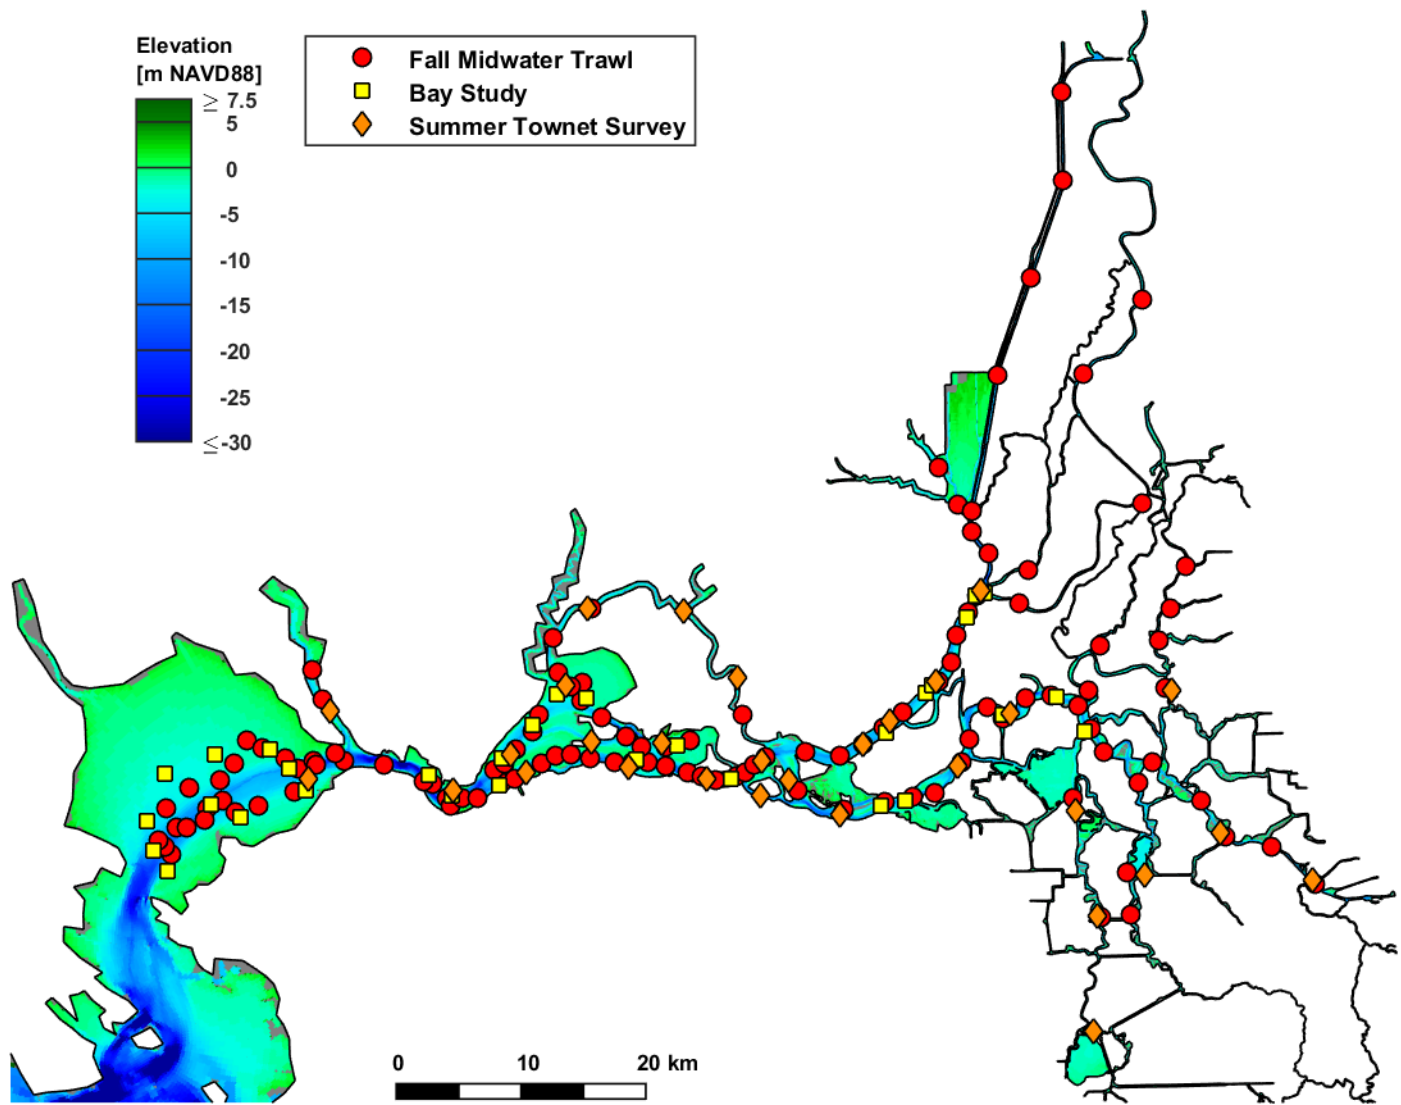 Elevation
[m NAVD88]
≥ 7.5
5
0
-5
-10
-15
-20
-25
≤-30
Fall Midwater Trawl
Bay Study
Summer Townet Survey
0 10 20 km